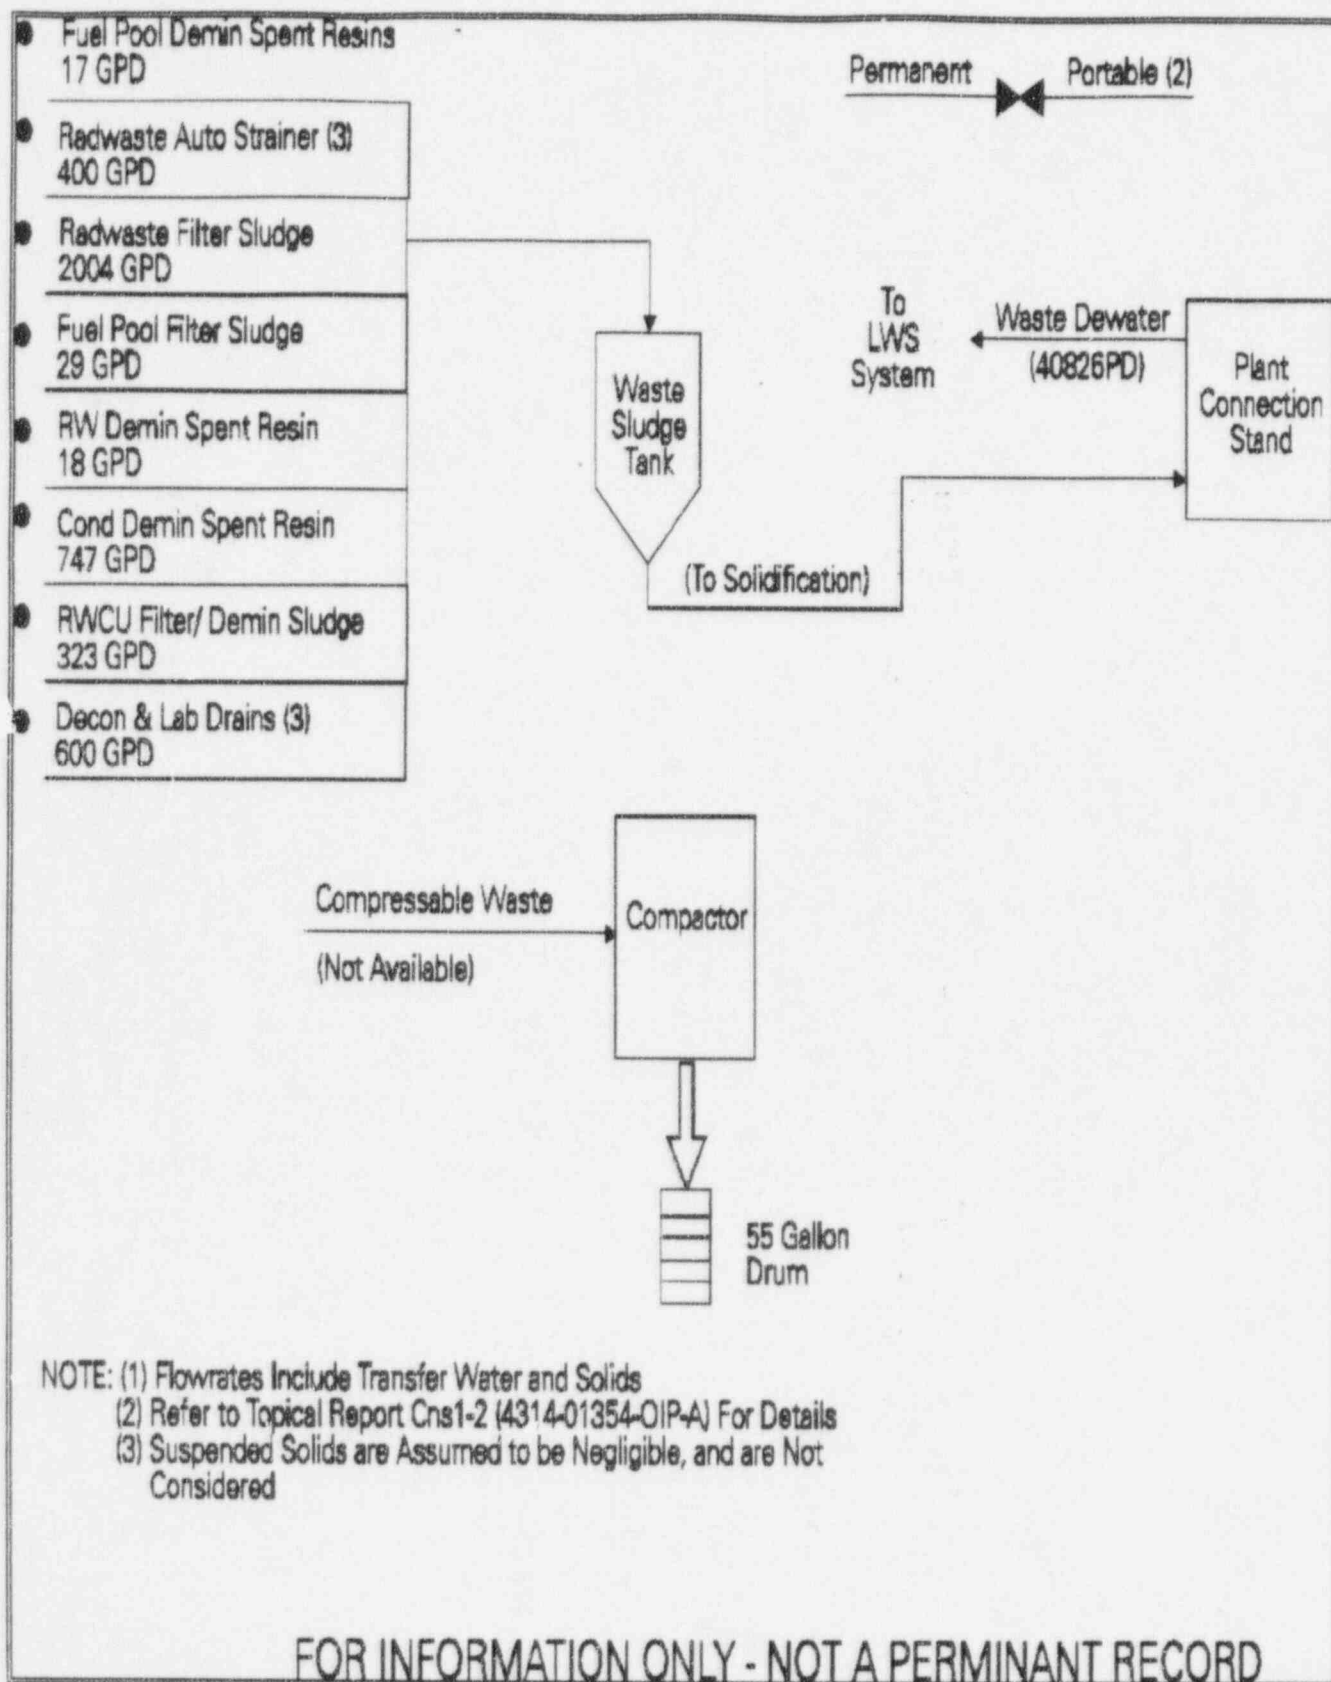 Fuel Pool Demin Spent Resins
17 GPD
Radwaste Auto Strainer (3)
400 GPD
Radwaste Filter Sludge
2004 GPD
Fuel Pool Filter Sludge
29 GPD
RW Demin Spent Resin
18 GPD
Cond Demin Spent Resin
747 GPD
RWCU Filter/ Demin Sludge
323 GPD
Decon & Lab Drains (3)
600 GPD
Permanent
Portable (2)
Waste
Sludge
Tank
To
LWS
System
Waste Dewater
(40826PD)
Plant
Connection
Stand
(To Solidification)
Compressable Waste
(Not Available)
Compactor
55 Gallon
Drum
NOTE: (1) Flowrates Include Transfer Water and Solids
(2) Refer to Topical Report Cns1-2 (4314-01354-OIP-A) For Details
(3) Suspended Solids are Assumed to be Negligible, and are Not
Considered
FOR INFORMATION ONLY - NOT A PERMINANT RECORD